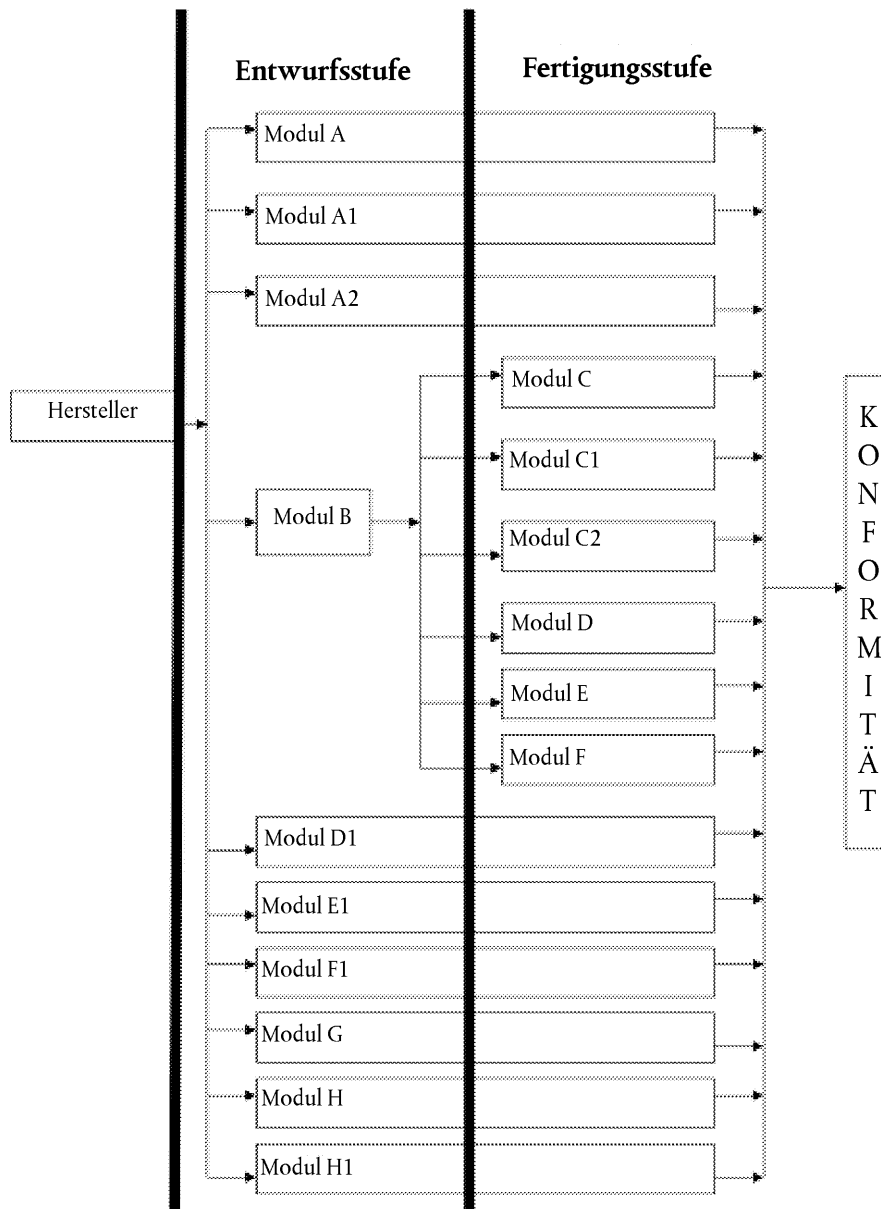 Entwurfsstufe
Fertigungsstufe
Modul A
Modul A1
Modul A2
Hersteller
Modul B
Modul C
Modul C1
Modul C2
Modul D
Modul E
Modul F
Modul D1
Modul E1
Modul F1
Modul G
Modul H
Modul H1
K
O
N
F
O
R
M
I
T
Ä
T